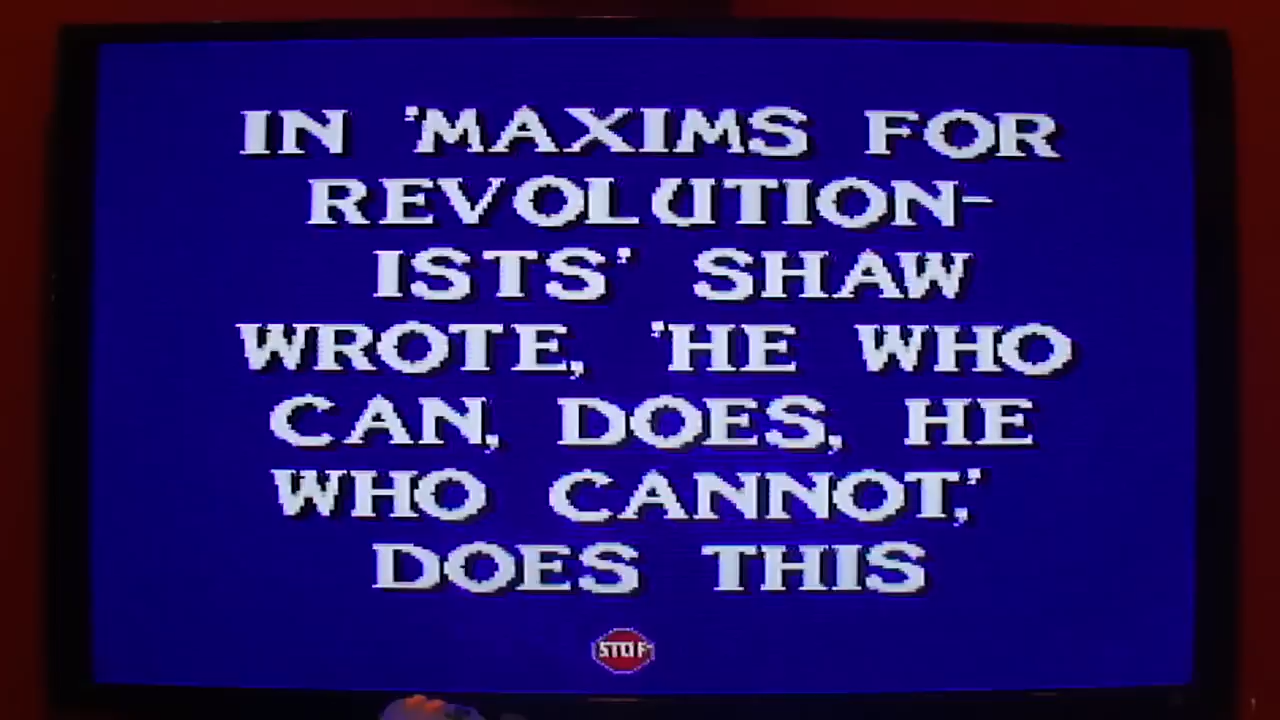 IN 'MAXIMS FOR
REVOLUTION-
ISTS' SHAW
WROTE, 'HE WHO
CAN, DOES, HE
WHO CANNOT,'
DOES THIS
STOP